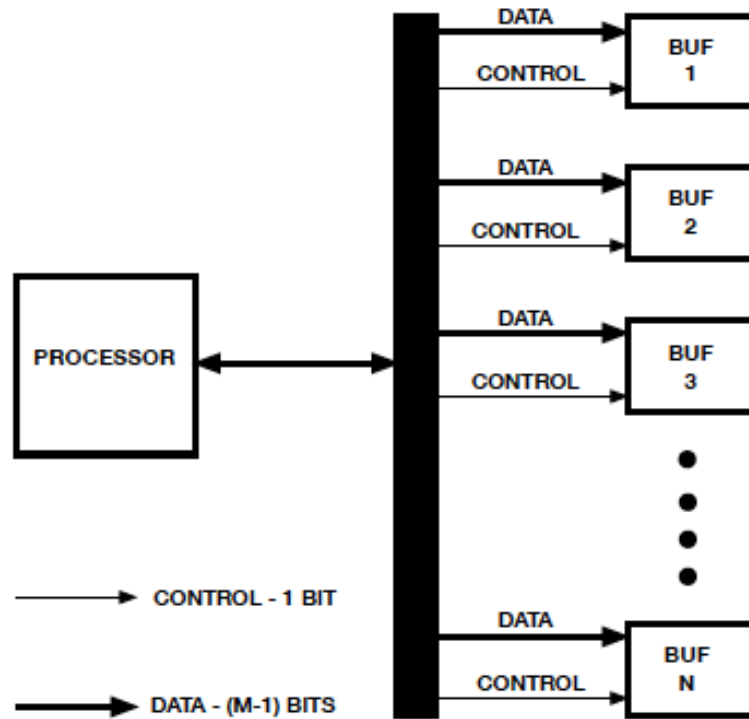 DATA
CONTROL
BUF
1
DATA
CONTROL
BUF
2
DATA
CONTROL
BUF
3
PROCESSOR
CONTROL - 1 BIT
DATA - (M-1) BITS
DATA
CONTROL
BUF
N